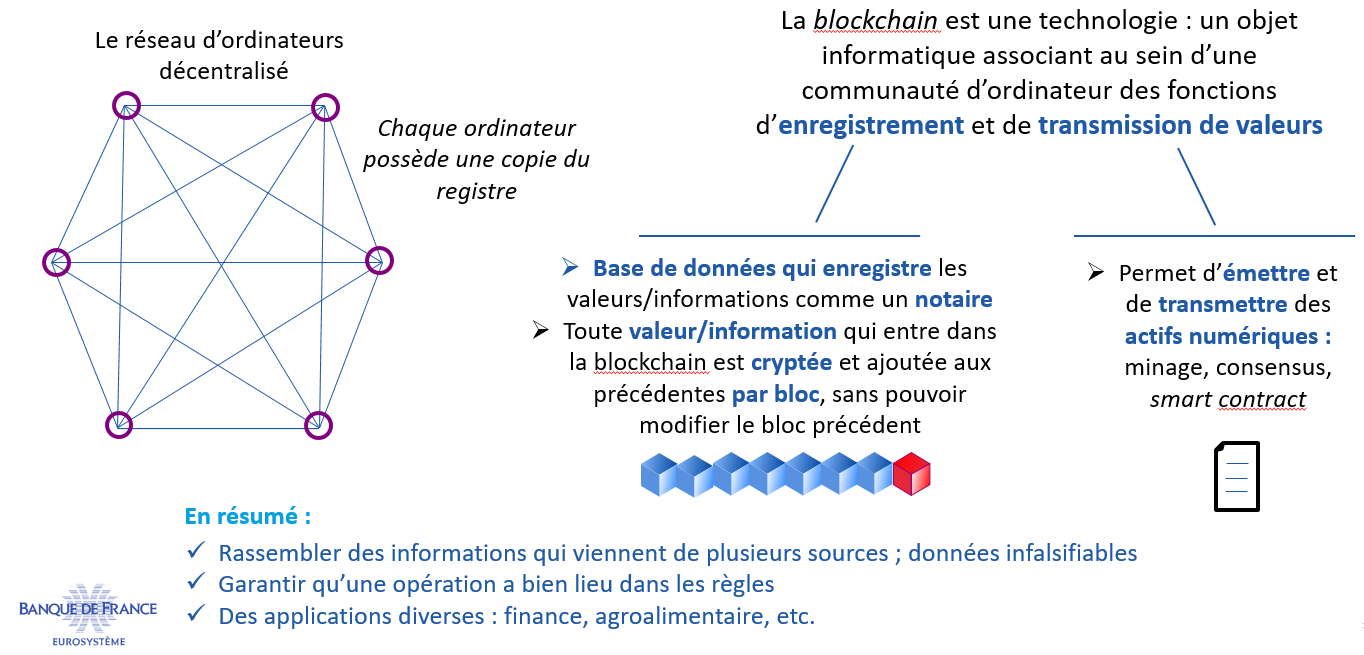 Le réseau d’ordinateurs
décentralisé
Chaque ordinateur
possède une copie du
registre
La blockchain est une technologie : un objet
informatique associant au sein d’une
communauté d’ordinateur des fonctions
d’enregistrement et de transmission de valeurs
➢ Base de données qui enregistre les
valeurs/informations comme un notaire
➢ Toute valeur/information qui entre dans
la blockchain est cryptée et ajoutée aux
précédentes par bloc, sans pouvoir
modifier le bloc précédent
➢ Permet d’émettre et
de transmettre des
actifs numériques :
minage, consensus,
smart contract
En résumé :
✓ Rassembler des informations qui viennent de plusieurs sources ; données infalsifiables
✓ Garantir qu’une opération a bien lieu dans les règles
✓ Des applications diverses : finance, agroalimentaire, etc.
BANQUE DE FRANCE
EUROSYSTÈME